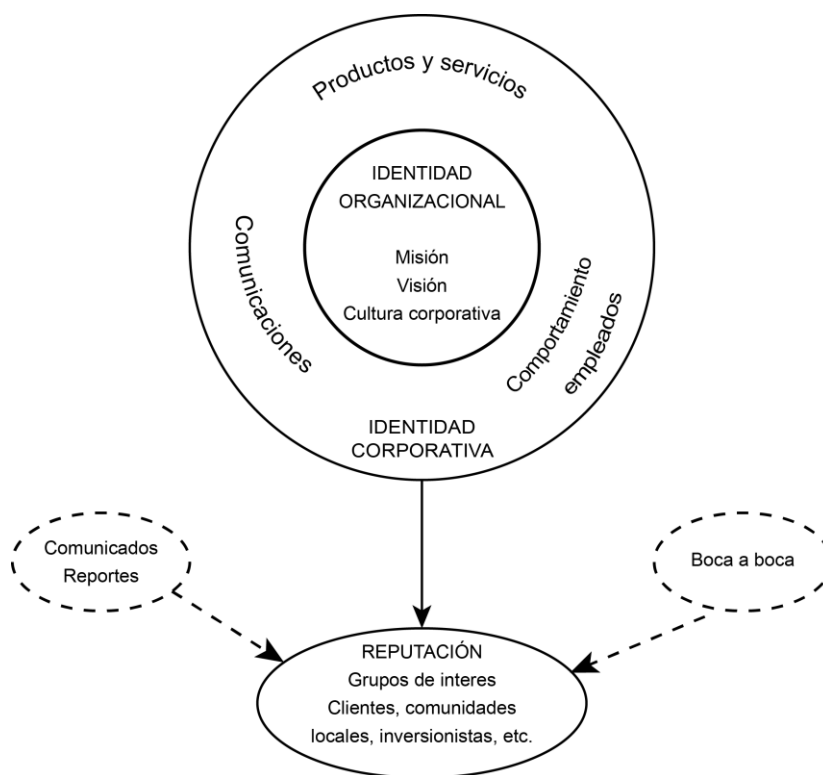 Productos y servicios
IDENTIDAD
ORGANIZACIONAL
Misión
Visión
Cultura corporativa
Comunicaciones
Comportamiento
empleados
IDENTIDAD
CORPORATIVA
Comunicados
Reportes
Boca a boca
REPUTACIÓN
Grupos de interes
Clientes, comunidades
locales, inversionistas, etc.